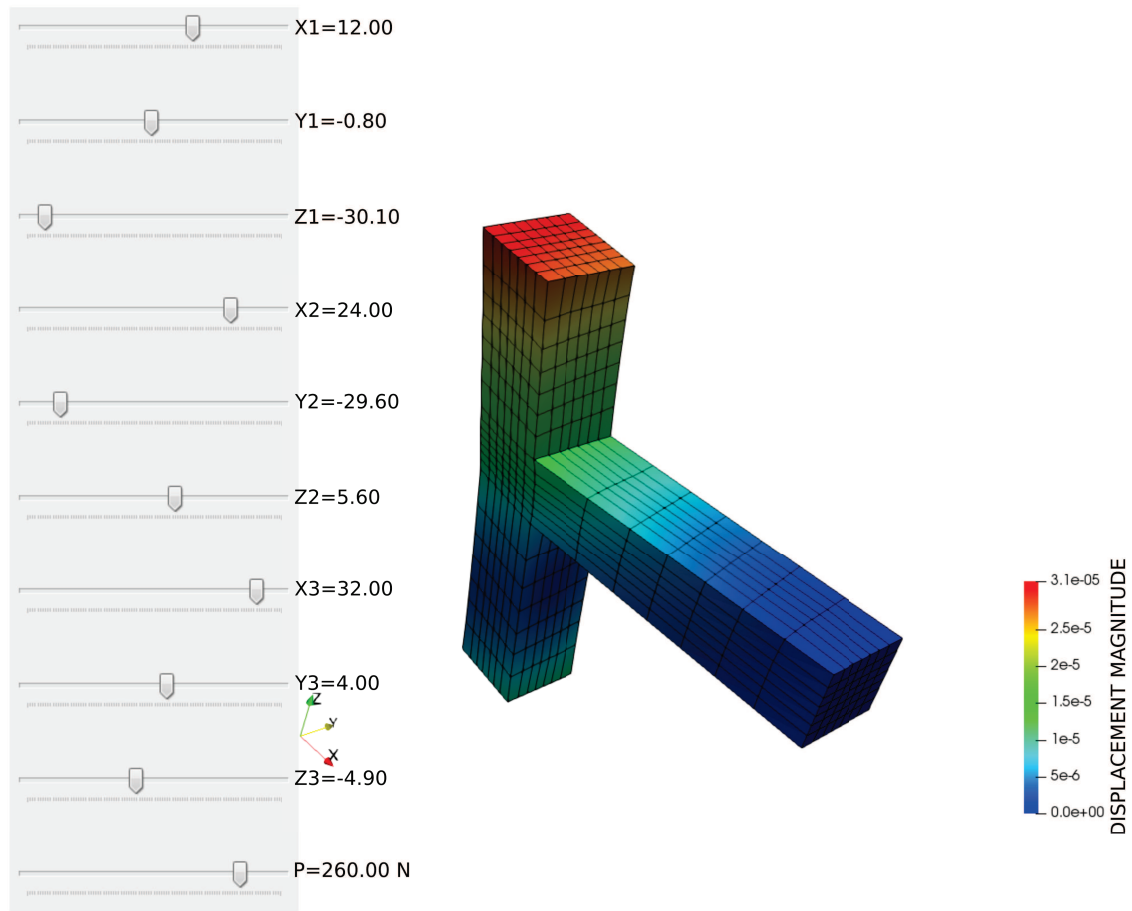 X1=12.00
Y1=-0.80
Z1=-30.10
X2=24.00
Y2=-29.60
Z2=5.60
X3=32.00
Y3=4.00
Z3=-4.90
P=260.00 N
Z
Y
X
3.1e-05
2.5e-5
2e-5
1.5e-5
1e-5
5e-6
0.0e+00
DISPLACEMENT MAGNITUDE